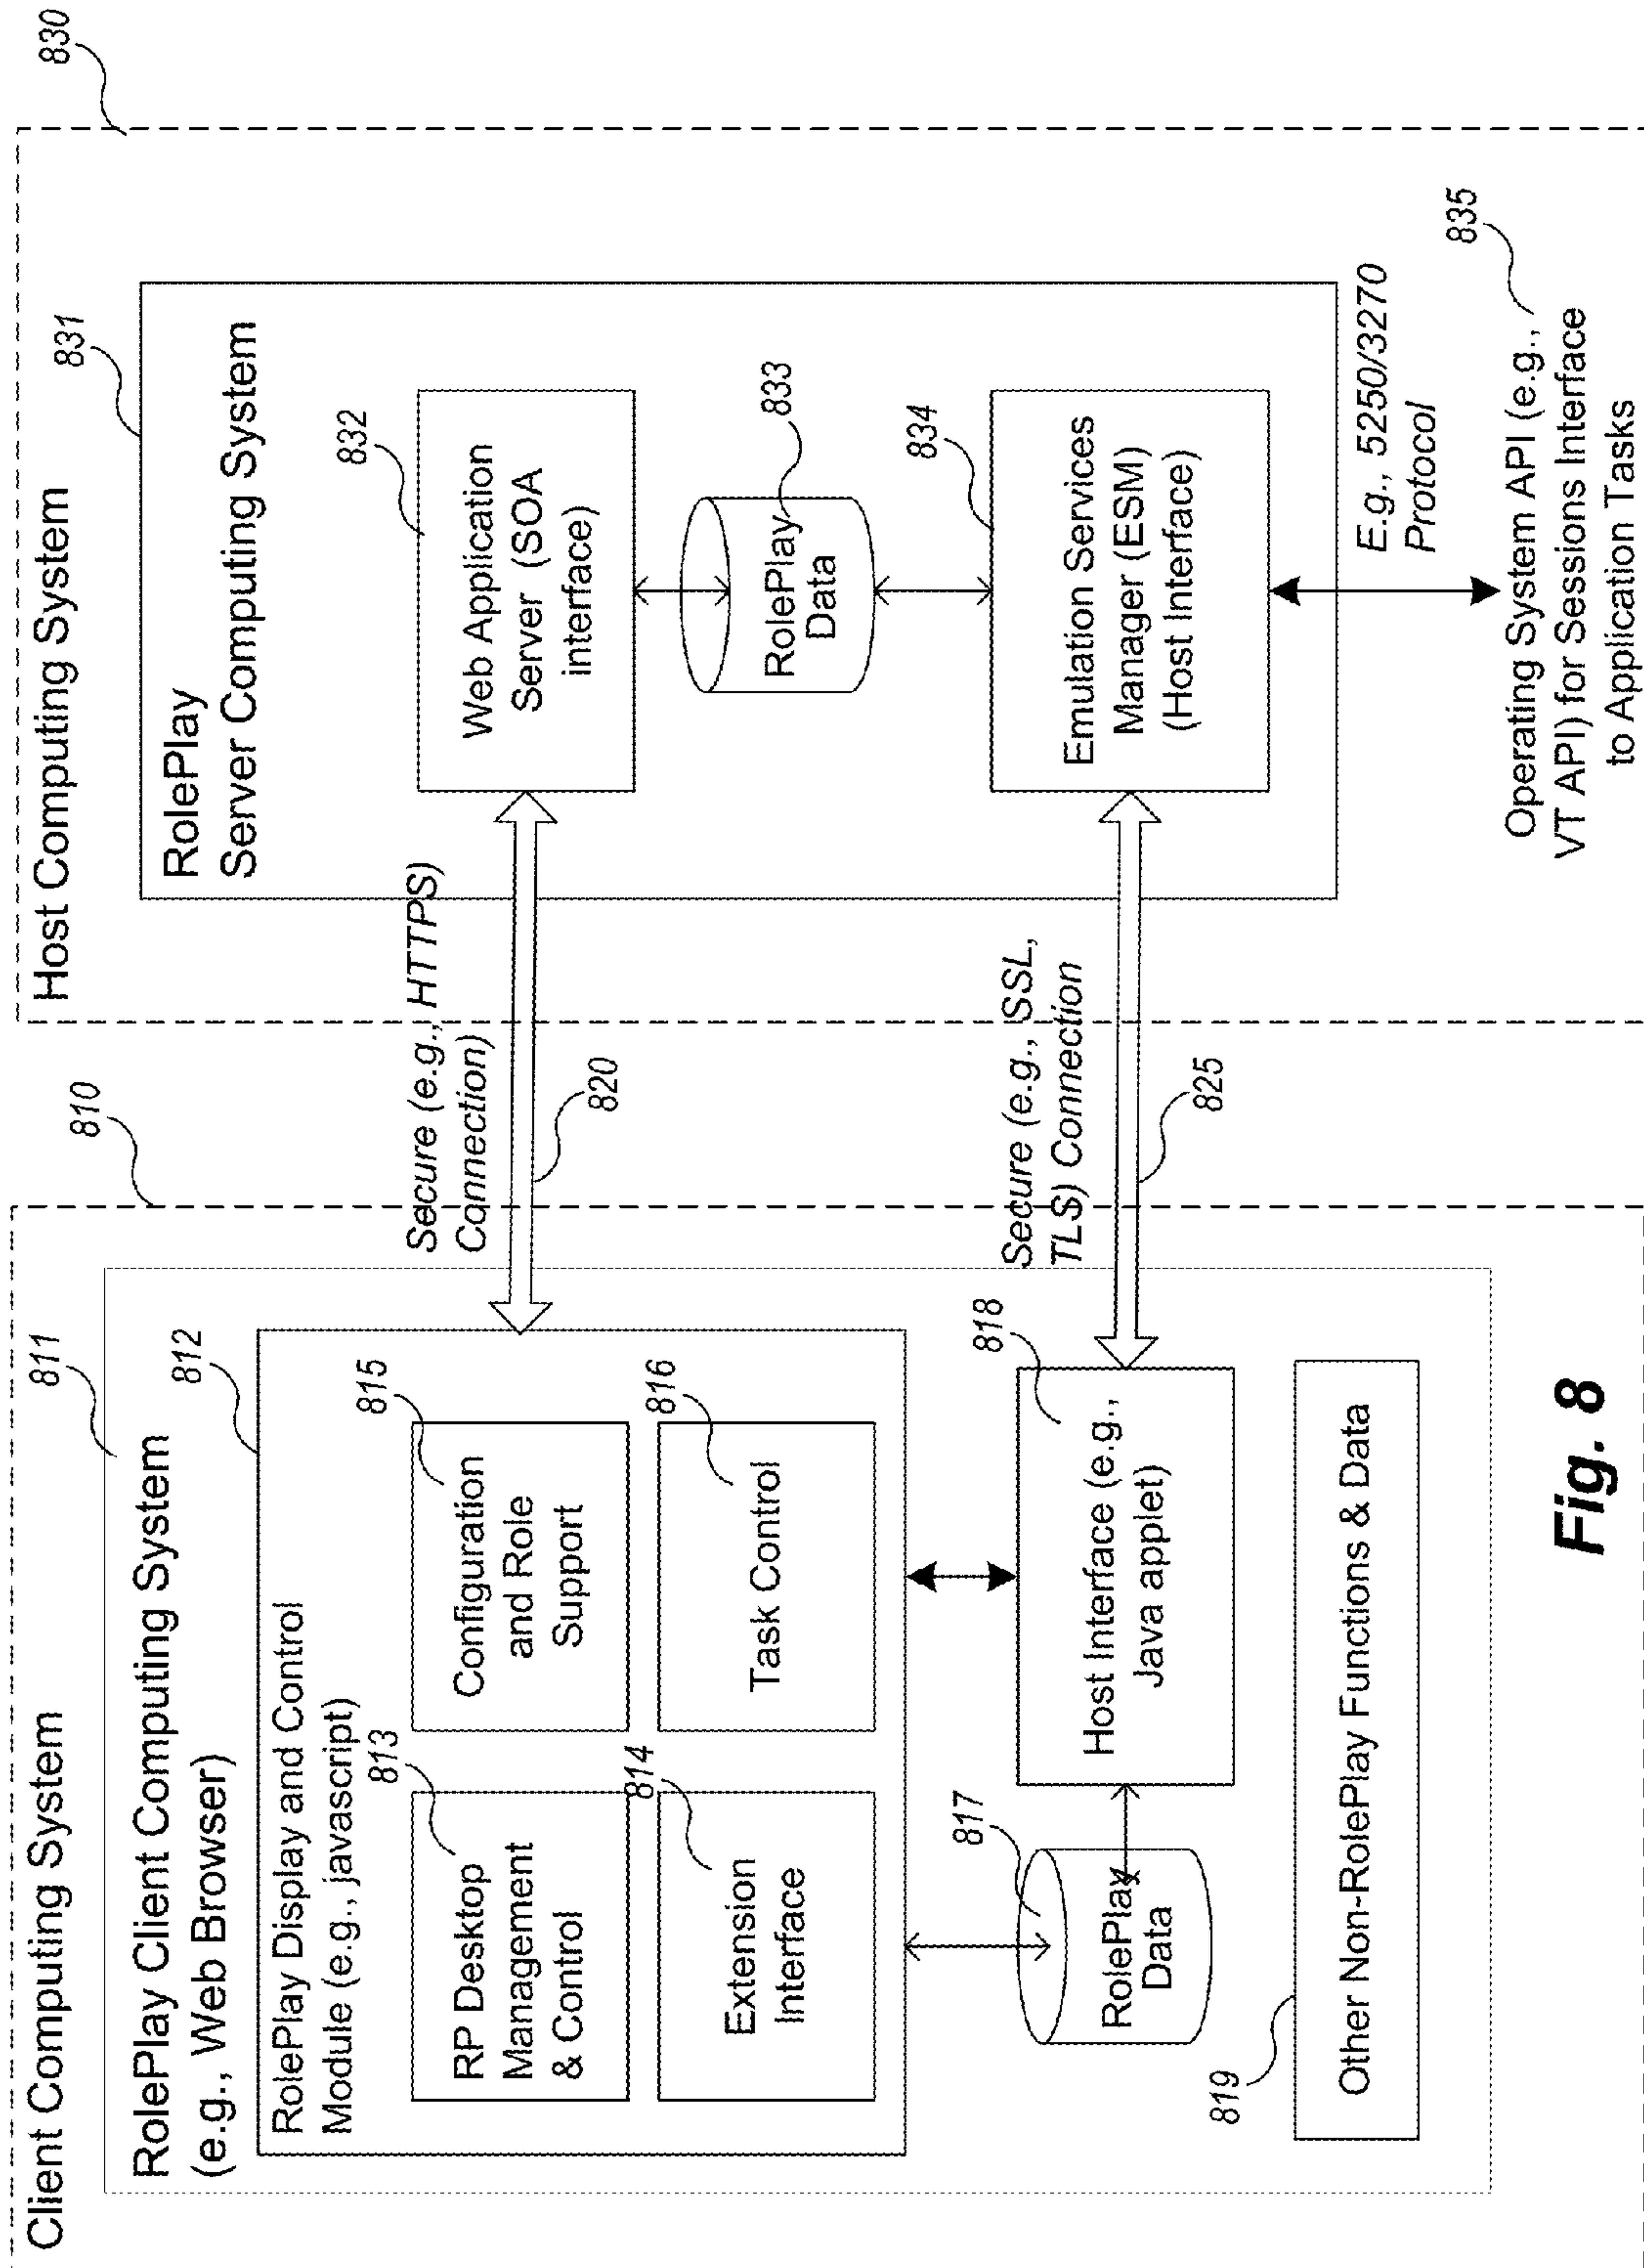 Client Computing System
810
RolePlay Client Computing System
(e.g., Web Browser)
811
RolePlay Display and Control
Module (e.g., javascript)
812
RP Desktop
Management
& Control
813
Configuration
and Role
Support
815
Extension
Interface
814
Task Control
816
RolePlay
Data
817
Host Interface (e.g.,
Java applet)
818
Other Non-RolePlay Functions & Data
819
Secure (e.g., HTTPS)
Connection)
820
Secure (e.g., SSL,
TLS) Connection
825
Host Computing System
830
RolePlay
Server Computing System
831
Web Application
Server (SOA
interface)
832
RolePlay
Data
833
Emulation Services
Manager (ESM)
(Host Interface)
834
E.g., 5250/3270
Protocol
Operating System API (e.g.,
VT API) for Sessions Interface
to Application Tasks
835
Fig. 8